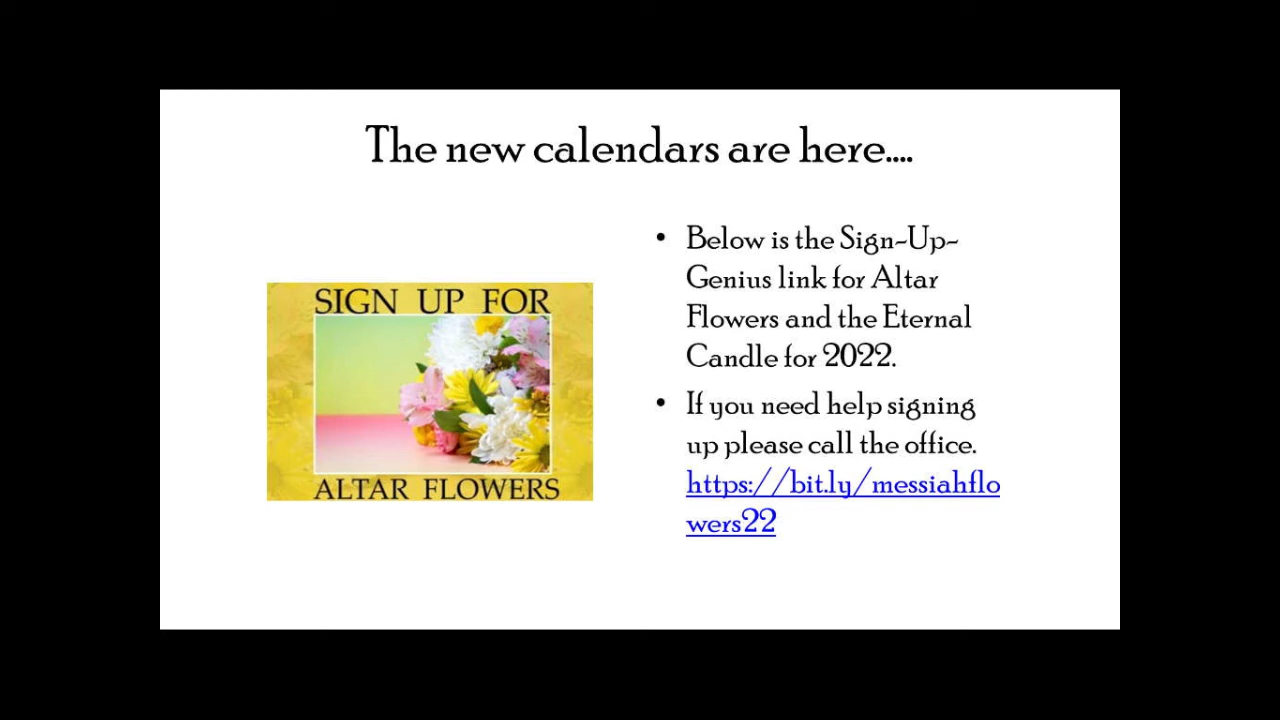 The new calendars are here....
SIGN UP FOR
ALTAR FLOWERS
• Below is the Sign-Up-
Genius link for Altar
Flowers and the Eternal
Candle for 2022.
• If you need help signing
up please call the office.
https://bit.ly/messiahflo
wers22